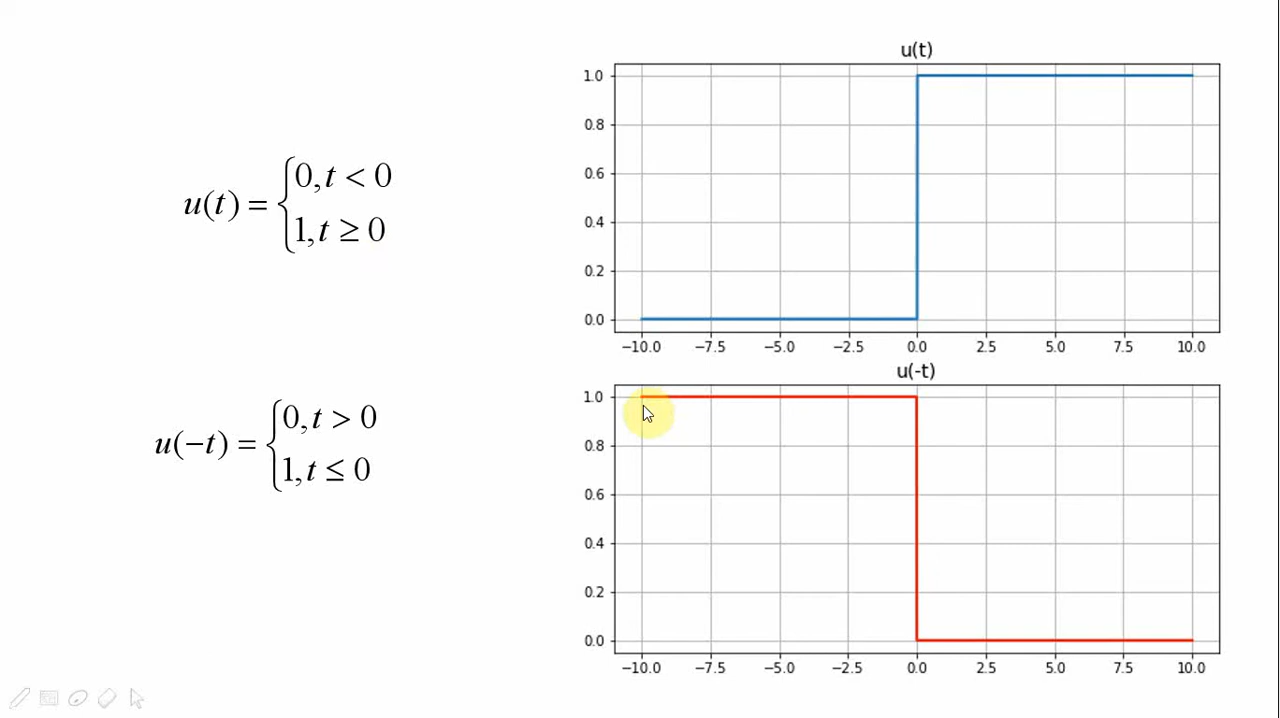 u(t) = {0, t < 0
1, t ≥ 0
u(t)
1.0
0.8
0.6
0.4
0.2
0.0
−10.0 −7.5 −5.0 −2.5 0.0 2.5 5.0 7.5 10.0
u(−t) = {0, t > 0
1, t ≤ 0
u(-t)
1.0
0.8
0.6
0.4
0.2
0.0
−10.0 −7.5 −5.0 −2.5 0.0 2.5 5.0 7.5 10.0